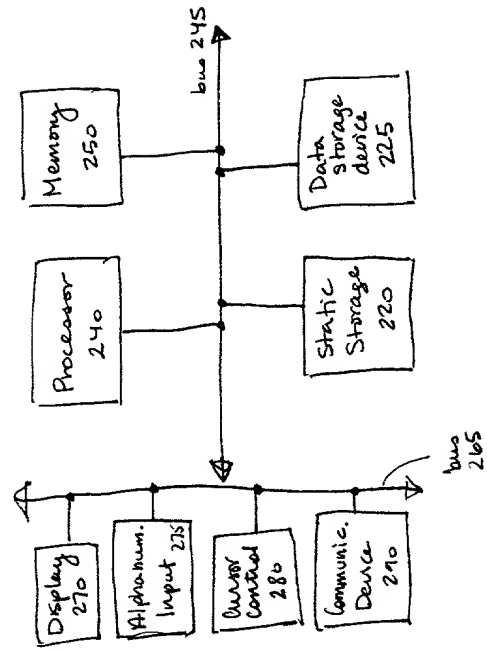 Display
270
Alphanum.
Input 275
Cursor
Control
280
Communic.
Device
290
bus
265
Processor
240
Memory
250
bus 245
Static
Storage
220
Data
storage
device
225